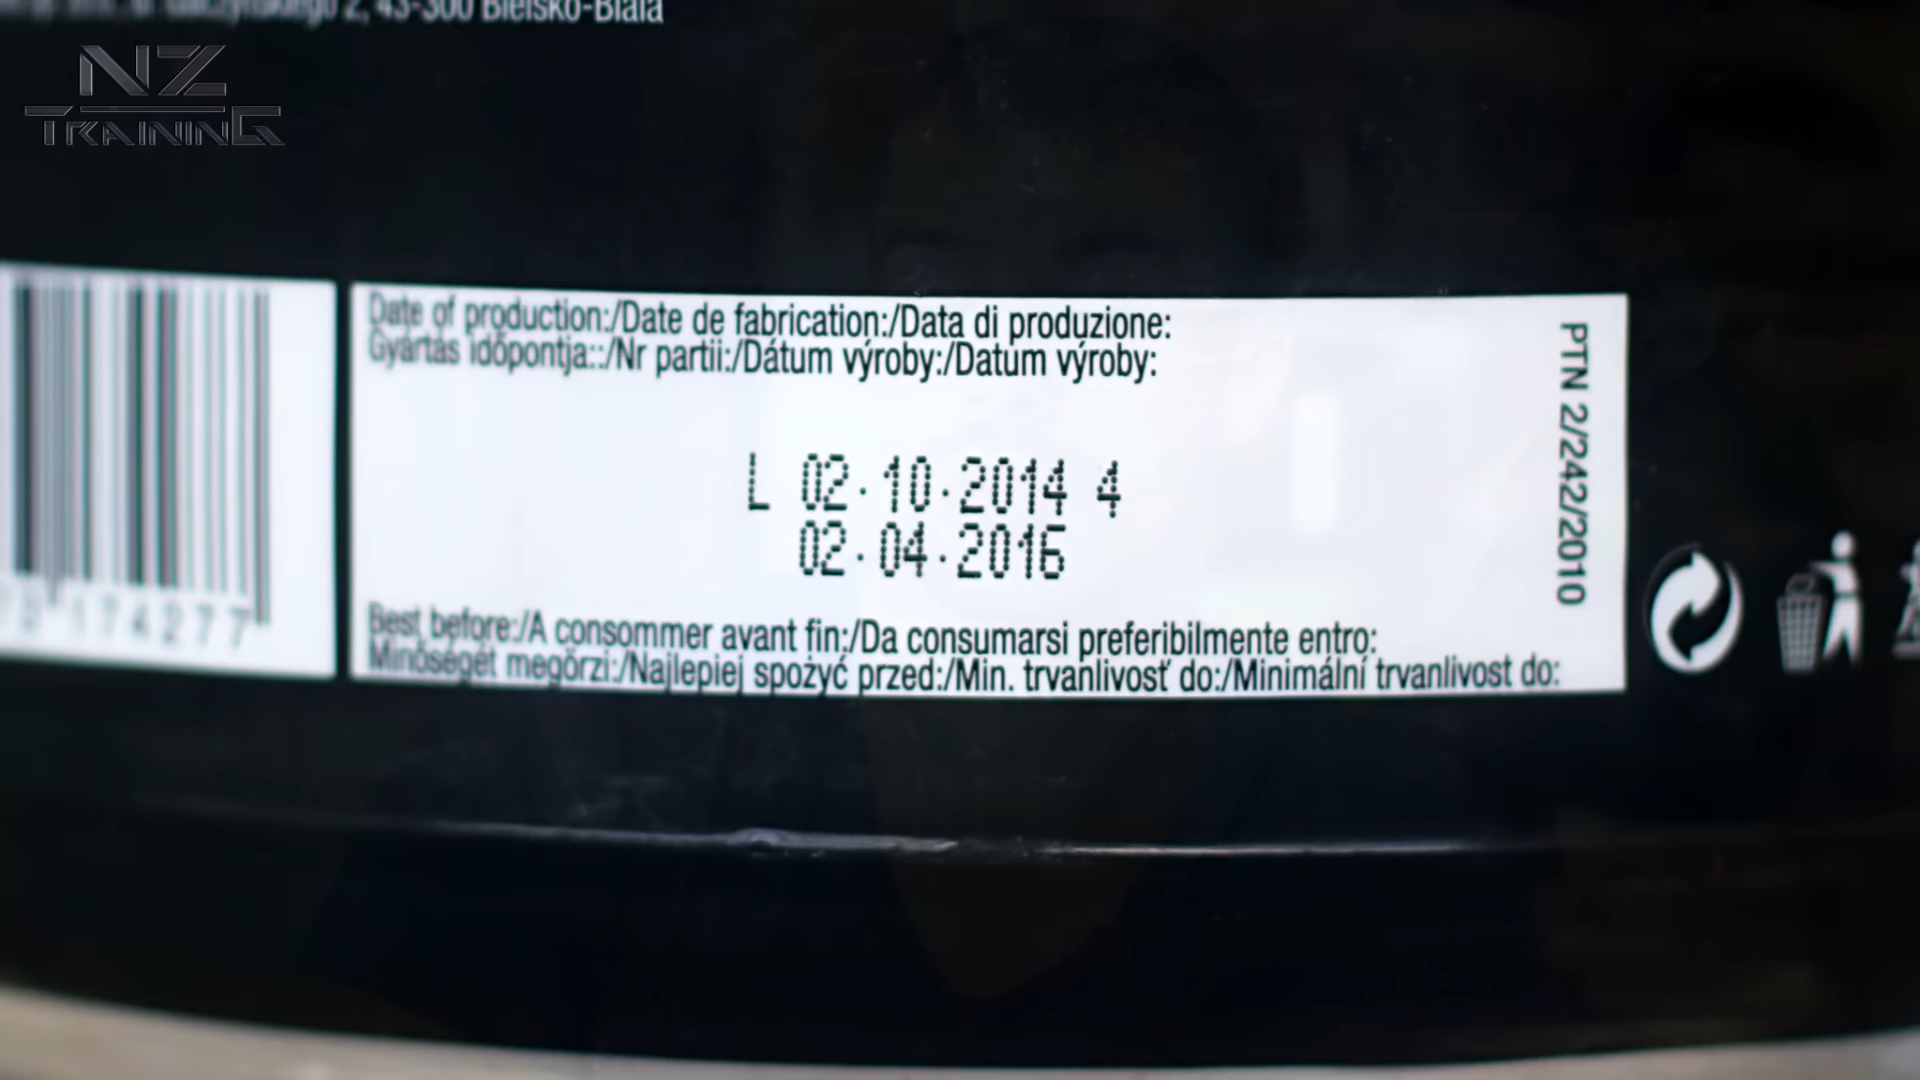 2, 43-300 Bielsko-Biała
NZ
TRAINING
Date of production:/Date de fabrication:/Data di produzione:
Gyártás időpontja::/Nr partii:/Dátum výroby:/Datum výroby:
L 02.10.2014 4
02.04.2016
PTN 2/242/2010
174277
Best before:/A consommer avant fin:/Da consumarsi preferibilmente entro:
Minőségét megőrzi:/Najlepiej spożyć przed:/Min. trvanlivosť do:/Minimální trvanlivost do: